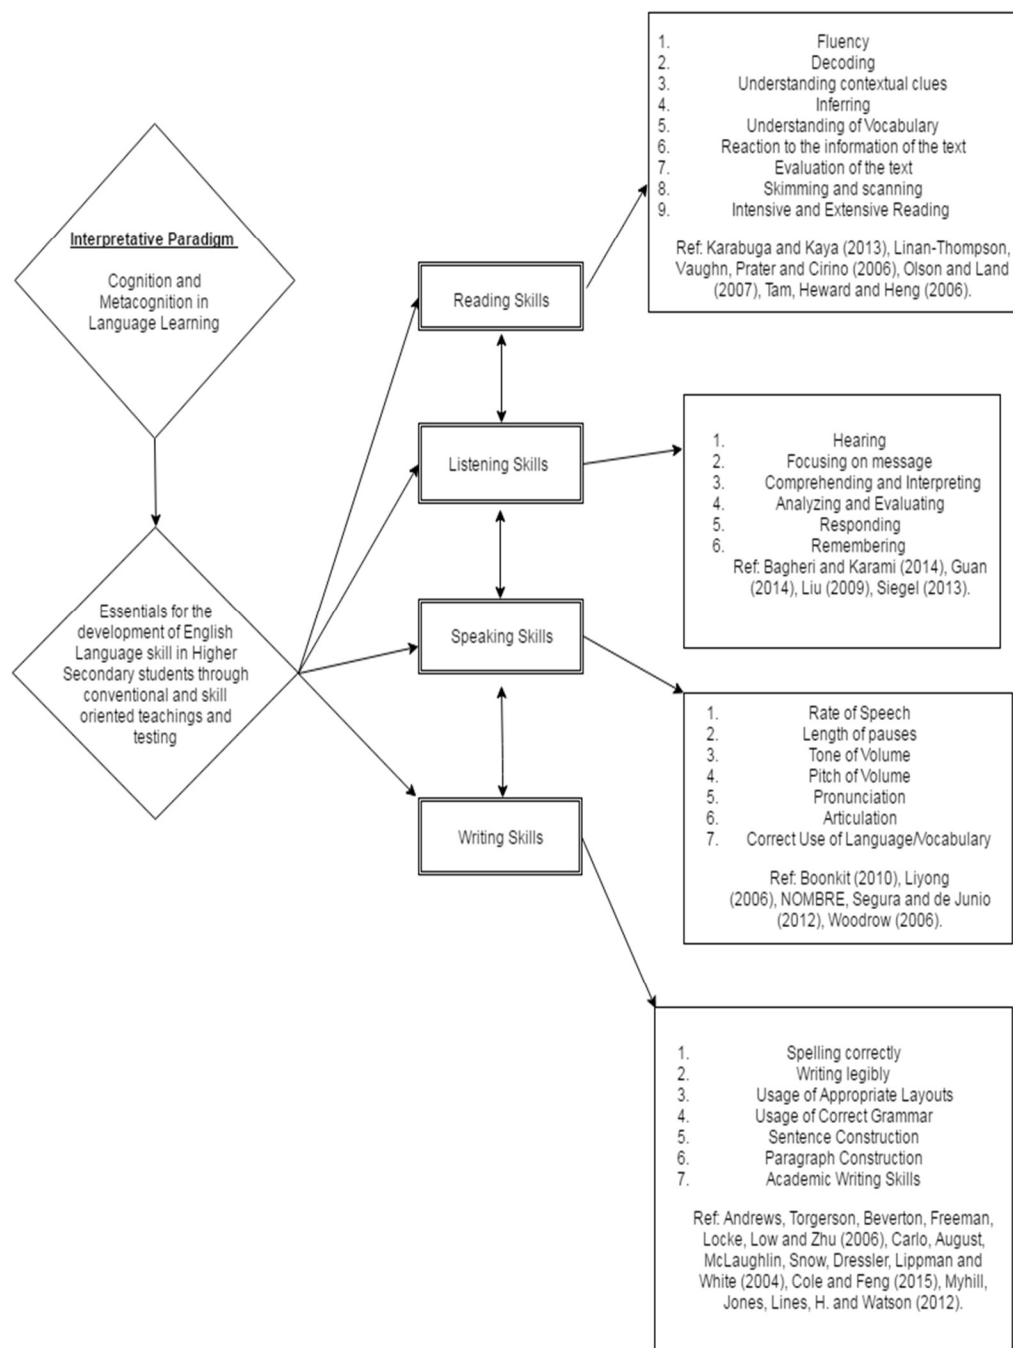 Interpretative Paradigm
Cognition and
Metacognition in
Language Learning
Essentials for the
development of English
Language skill in Higher
Secondary students through
conventional and skill
oriented teachings and
testing
Reading Skills
Listening Skills
Speaking Skills
Writing Skills
1. Fluency
2. Decoding
3. Understanding contextual clues
4. Inferring
5. Understanding of Vocabulary
6. Reaction to the information of the text
7. Evaluation of the text
8. Skimming and scanning
9. Intensive and Extensive Reading
Ref: Karabuga and Kaya (2013), Linan-Thompson,
Vaughn, Prater and Cirino (2006), Olson and Land
(2007), Tam, Heward and Heng (2006).
1. Hearing
2. Focusing on message
3. Comprehending and Interpreting
4. Analyzing and Evaluating
5. Responding
6. Remembering
Ref: Bagheri and Karami (2014), Guan
(2014), Liu (2009), Siegel (2013).
1. Rate of Speech
2. Length of pauses
3. Tone of Volume
4. Pitch of Volume
5. Pronunciation
6. Articulation
7. Correct Use of Language/Vocabulary
Ref: Boonkit (2010), Liyong
(2006), NOMBRE, Segura and de Junio
(2012), Woodrow (2006).
1. Spelling correctly
2. Writing legibly
3. Usage of Appropriate Layouts
4. Usage of Correct Grammar
5. Sentence Construction
6. Paragraph Construction
7. Academic Writing Skills
Ref: Andrews, Torgerson, Beverton, Freeman,
Locke, Low and Zhu (2006), Carlo, August,
McLaughlin, Snow, Dressler, Lippman and
White (2004), Cole and Feng (2015), Myhill,
Jones, Lines, H. and Watson (2012).